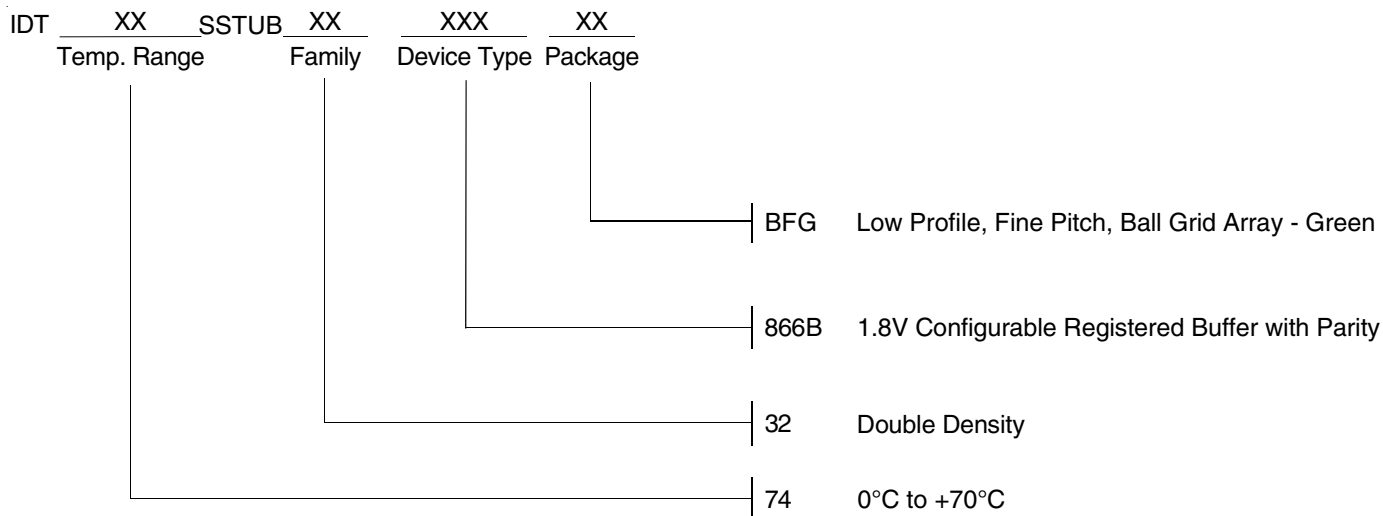 IDT XX SSTUB XX XXX XX
Temp. Range Family Device Type Package
BFG Low Profile, Fine Pitch, Ball Grid Array - Green
866B 1.8V Configurable Registered Buffer with Parity
32 Double Density
74 0°C to +70°C